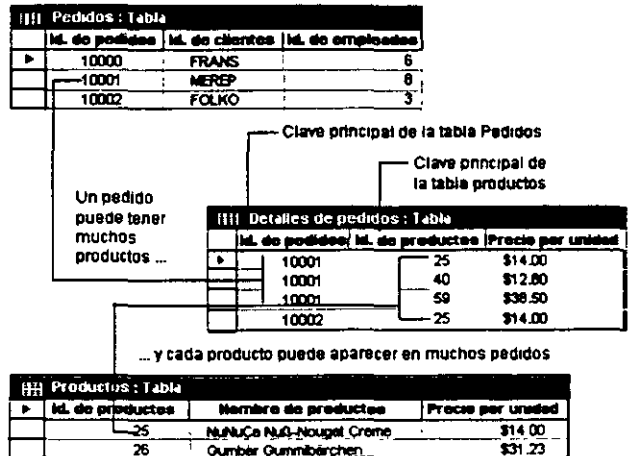 Pedidos : Tabla
Id. de pedidos Id. de clientes Id. de empleados
10000 FRANS 6
10001 MEREP 8
10002 FOLKO 3
Clave principal de la tabla Pedidos
Clave principal de
la tabla productos
Un pedido
puede tener
muchos
productos ...
Detalles de pedidos : Tabla
Id. de pedidos Id. de productos Precio por unidad
10001 25 $14.00
10001 40 $12.80
10001 59 $38.50
10002 25 $14.00
... y cada producto puede aparecer en muchos pedidos
Productos : Tabla
Id. de productos Nombre de productos Precio por unidad
25 NuNuCa Nuß-Nougat Creme $14.00
26 Gumbär Gummibärchen $31.23